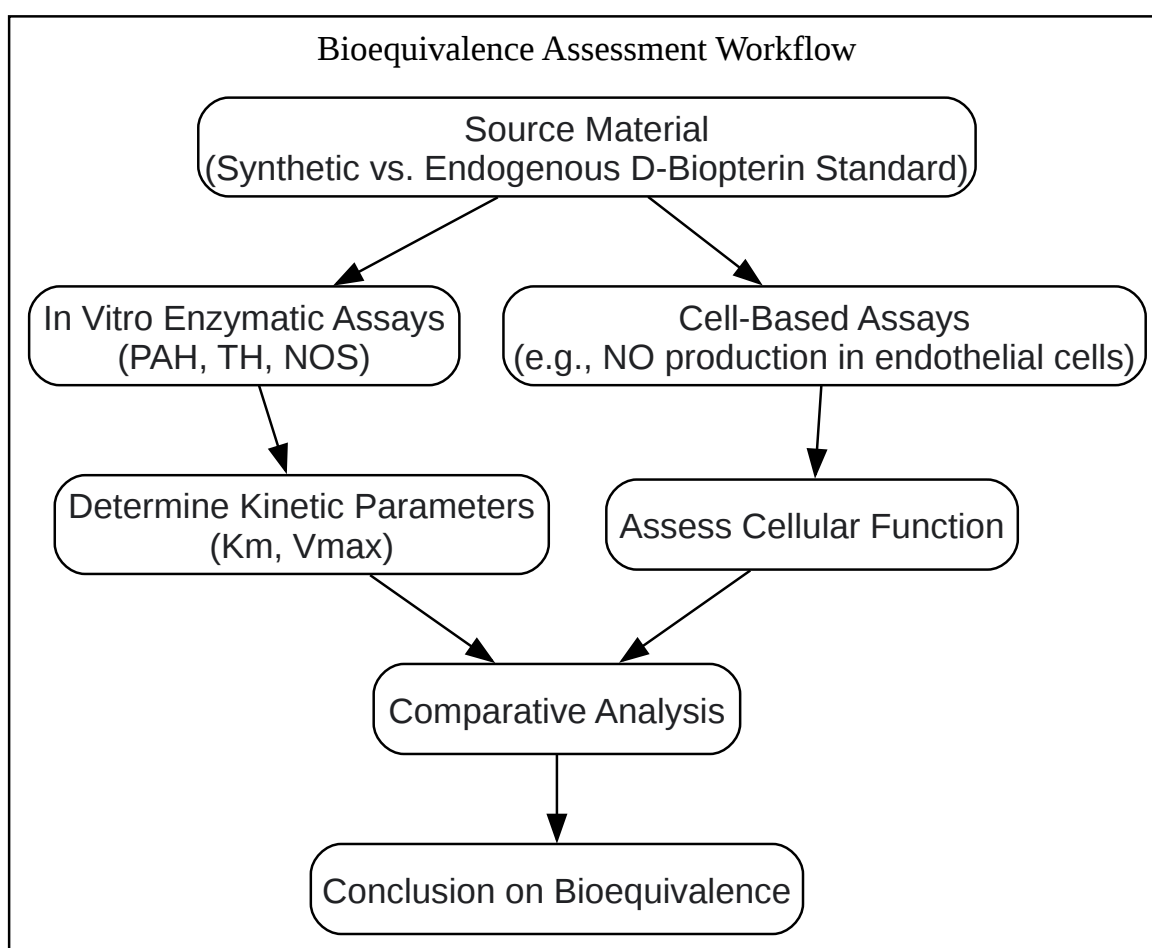 Bioequivalence Assessment Workflow
Source Material
(Synthetic vs. Endogenous D-Biopterin Standard)
In Vitro Enzymatic Assays
(PAH, TH, NOS)
Cell-Based Assays
(e.g., NO production in endothelial cells)
Determine Kinetic Parameters
(Km, Vmax)
Assess Cellular Function
Comparative Analysis
Conclusion on Bioequivalence